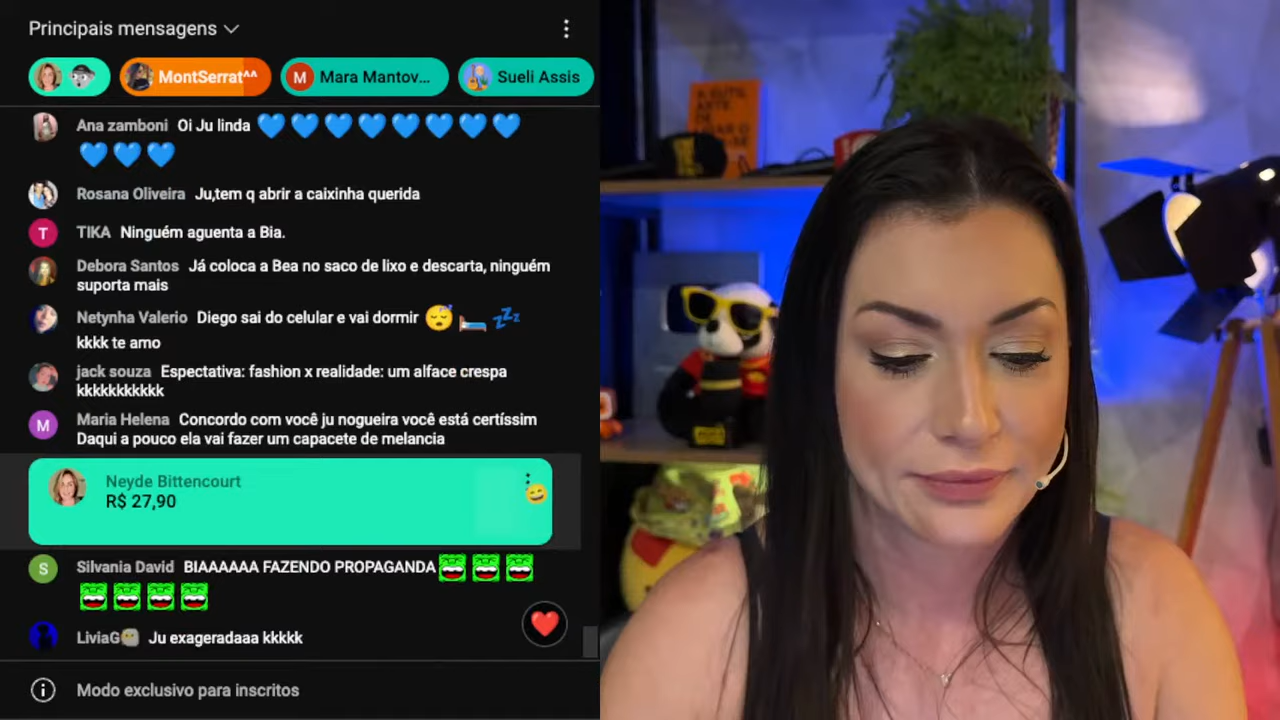 Principais mensagens
MontSerrat^^
M Mara Mantov...
Sueli Assis
Ana zamboni Oi Ju linda 💙💙💙💙💙💙💙💙
💙💙💙
Rosana Oliveira Ju,tem q abrir a caixinha querida
T TIKA Ninguém aguenta a Bia.
Debora Santos Já coloca a Bea no saco de lixo e descarta, ninguém
suporta mais
Netynha Valerio Diego sai do celular e vai dormir 😴🛏️💤
kkkk te amo
jack souza Espectativa: fashion x realidade: um alface crespa
kkkkkkkkkkk
M Maria Helena Concordo com você ju nogueira você está certíssim
Daqui a pouco ela vai fazer um capacete de melancia
Neyde Bittencourt
R$ 27,90
S Silvania David BIAAAAAA FAZENDO PROPAGANDA
LiviaG Ju exageradaaa kkkkk
Modo exclusivo para inscritos
A SUTIL
ARTE
DE